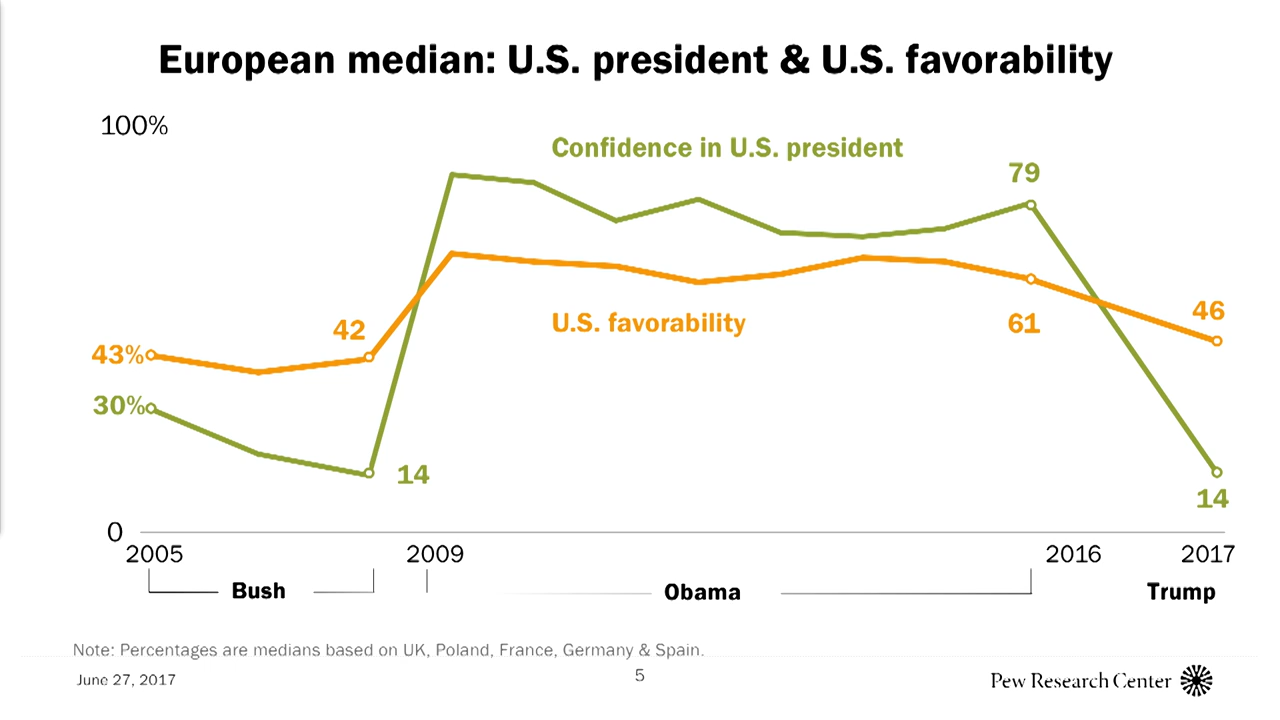 European median: U.S. president & U.S. favorability
100%
Confidence in U.S. president
79
42
U.S. favorability
61
46
43%
30%
14
14
0
2005
2009
2016
2017
Bush
Obama
Trump
Note: Percentages are medians based on UK, Poland, France, Germany & Spain.
June 27, 2017
5
Pew Research Center